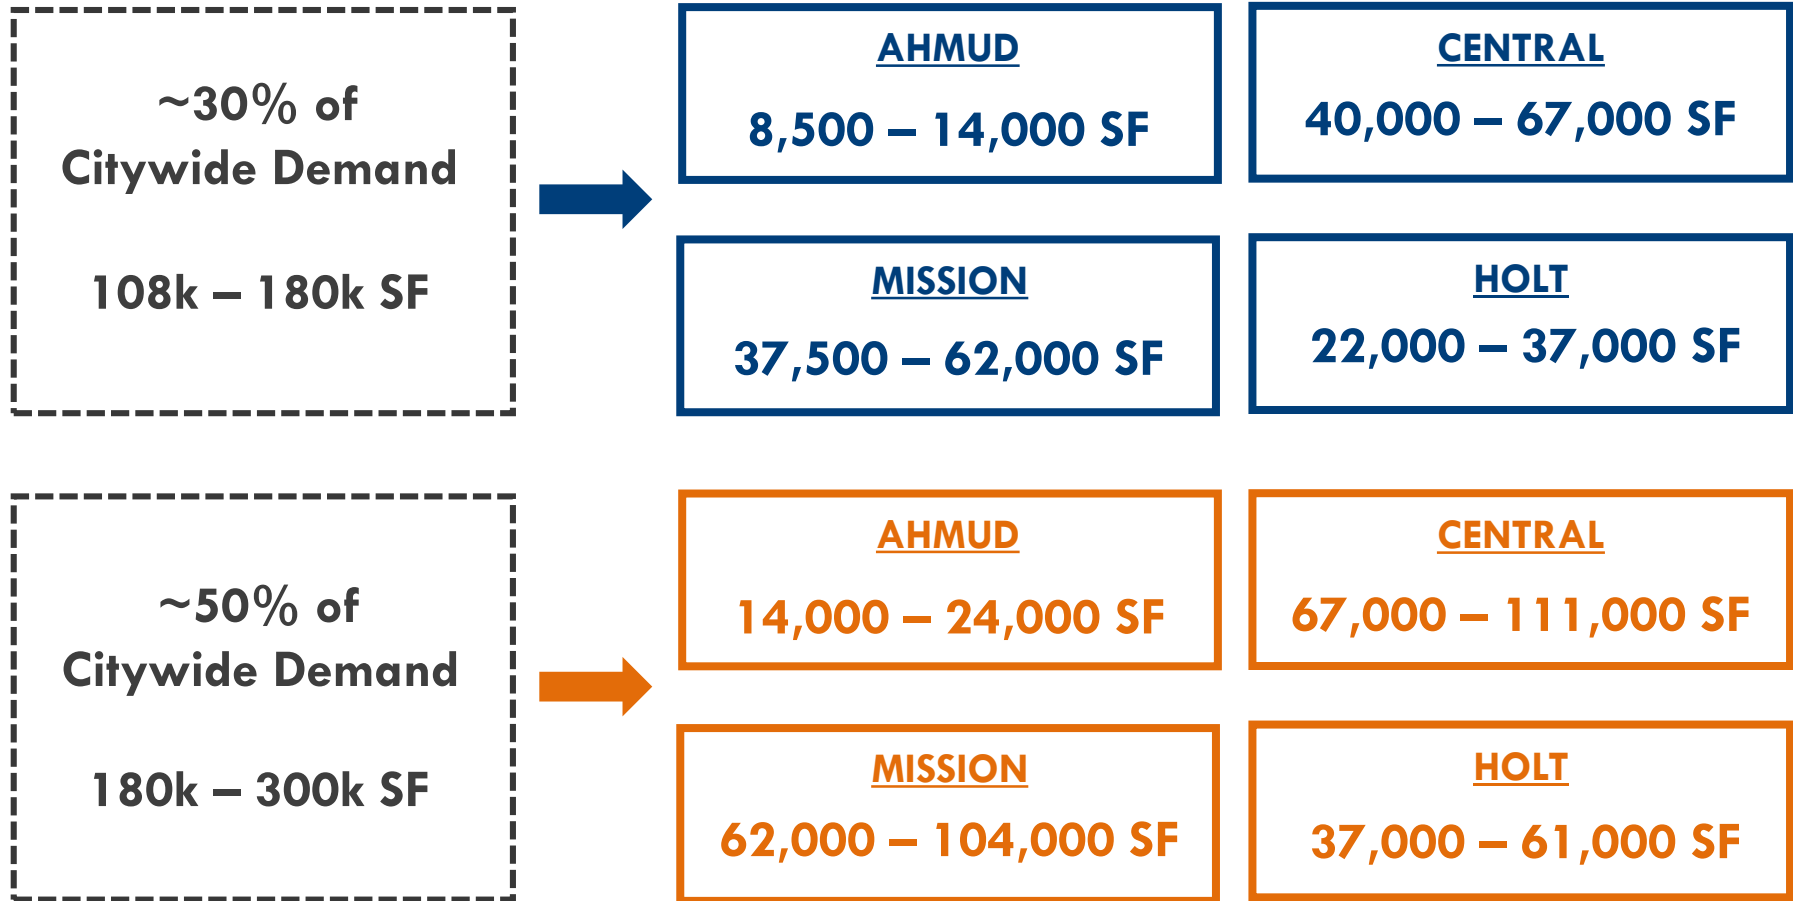 ~30% of
Citywide Demand
108k – 180k SF
AHMUD
8,500 – 14,000 SF
CENTRAL
40,000 – 67,000 SF
MISSION
37,500 – 62,000 SF
HOLT
22,000 – 37,000 SF
~50% of
Citywide Demand
180k – 300k SF
AHMUD
14,000 – 24,000 SF
CENTRAL
67,000 – 111,000 SF
MISSION
62,000 – 104,000 SF
HOLT
37,000 – 61,000 SF